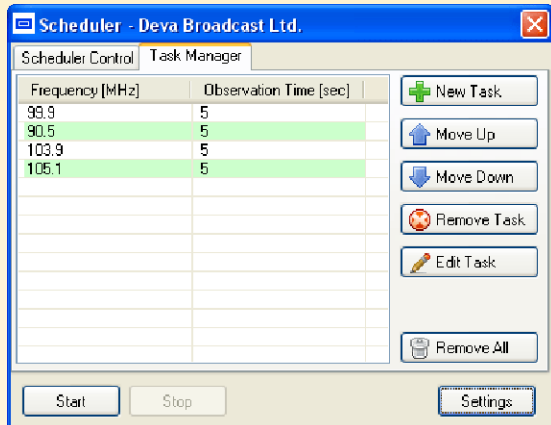 Scheduler - Deva Broadcast Ltd.
Scheduler Control Task Manager
Frequency [MHz] Observation Time [sec]
99.9 5
90.5 5
103.9 5
105.1 5
New Task
Move Up
Move Down
Remove Task
Edit Task
Remove All
Start Stop Settings